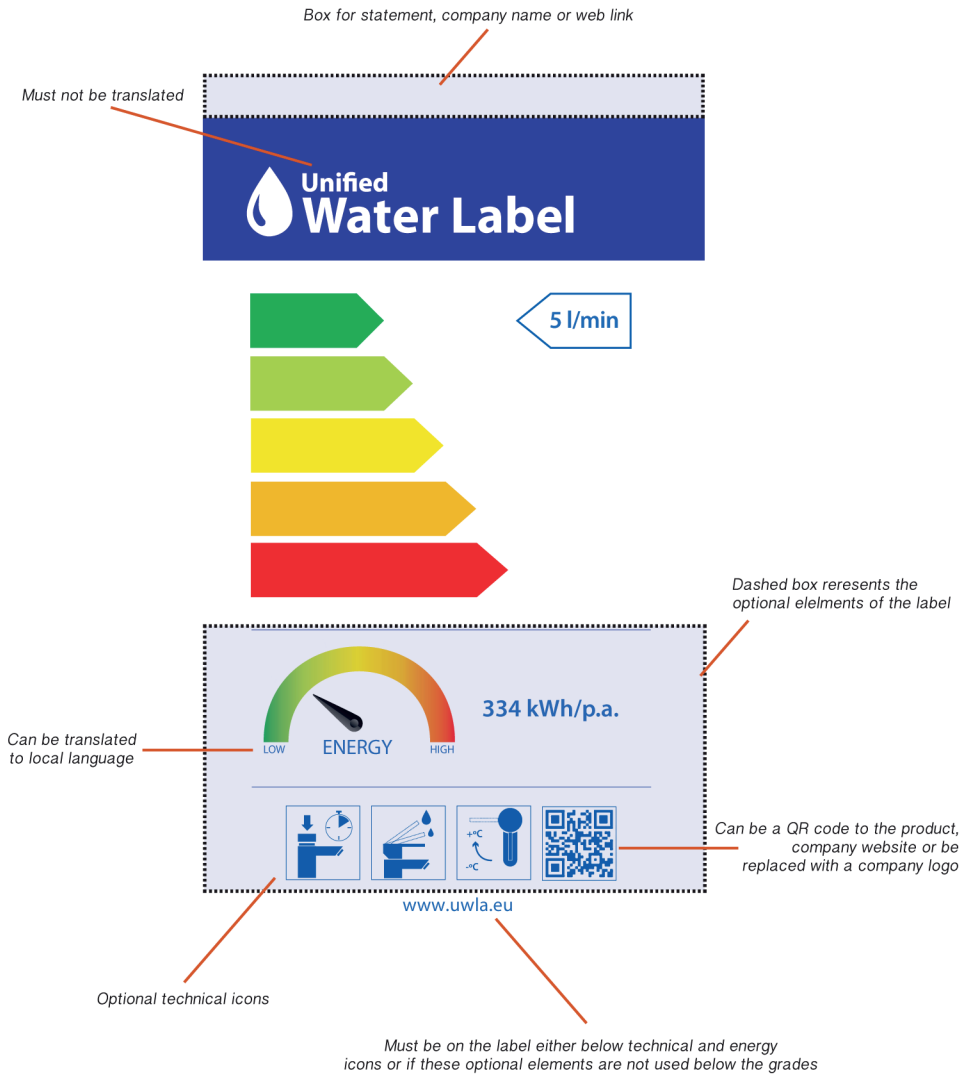 Box for statement, company name or web link
Must not be translated
Unified
Water Label
5 l/min
Dashed box reresents the
optional elelments of the label
334 kWh/p.a.
LOW
ENERGY
HIGH
Can be translated
to local language
+ºC
-ºC
Can be a QR code to the product,
company website or be
replaced with a company logo
www.uwla.eu
Optional technical icons
Must be on the label either below technical and energy
icons or if these optional elements are not used below the grades